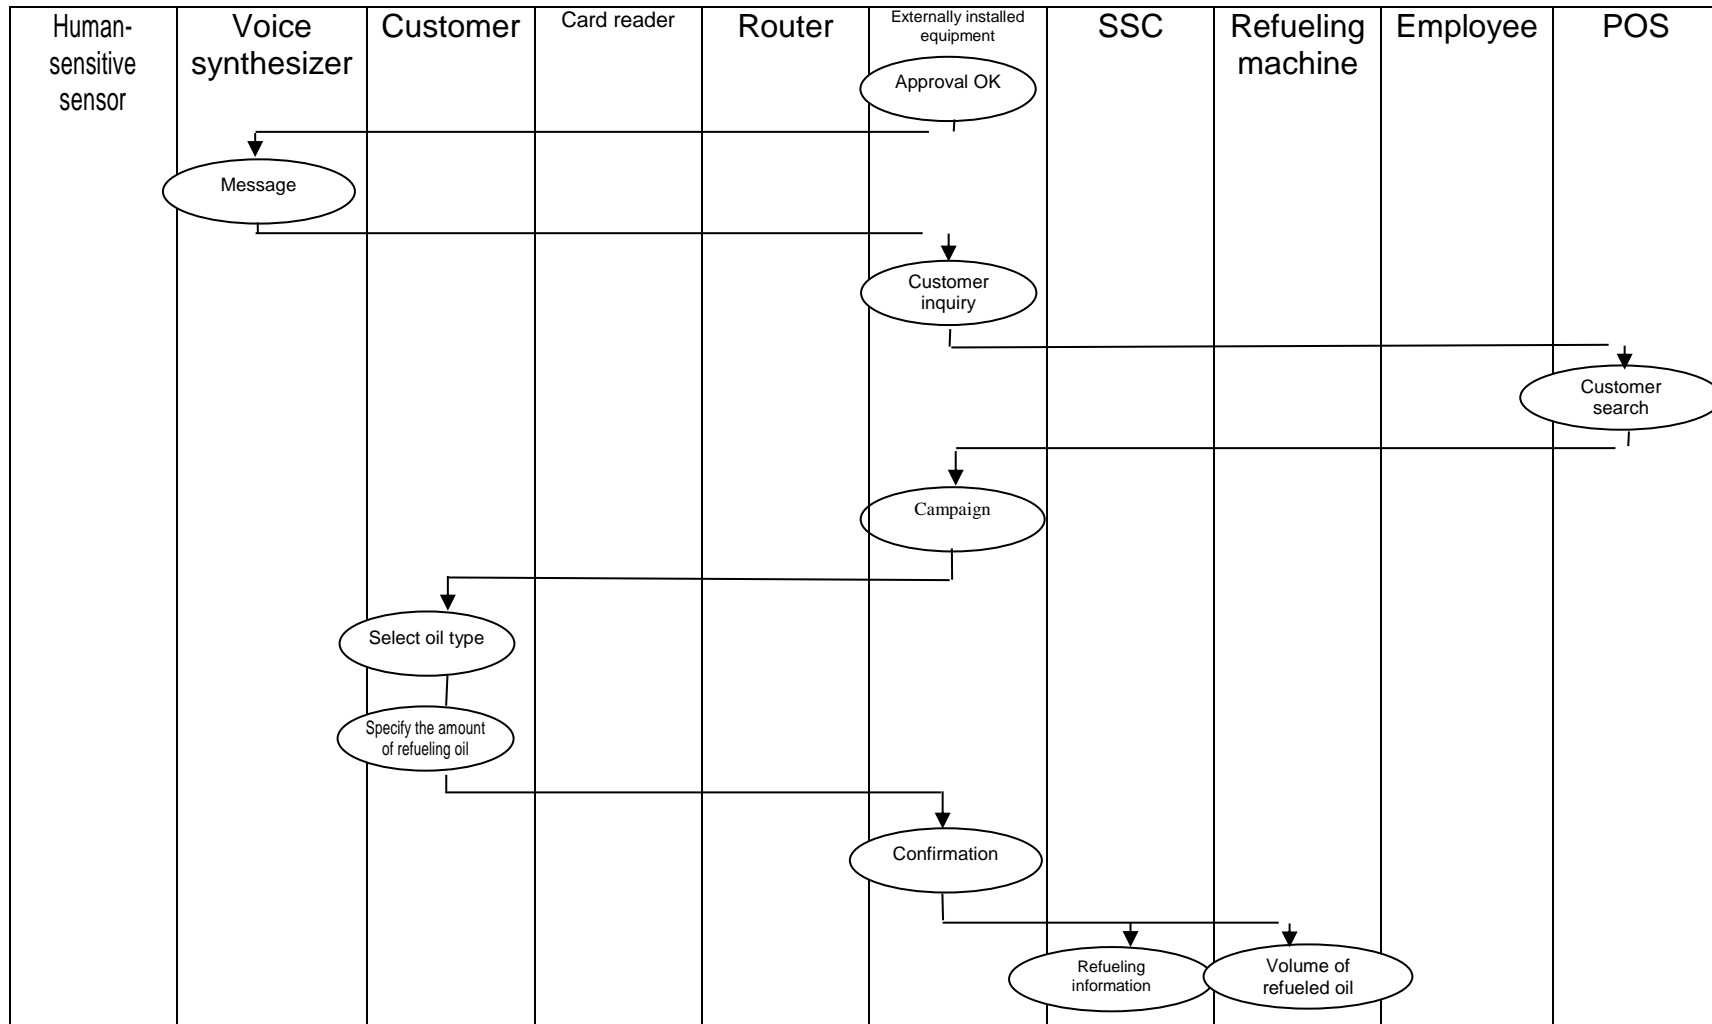 Human-
sensitive
sensor
Voice
synthesizer
Customer
Card reader
Router
Externally installed
equipment
SSC
Refueling
machine
Employee
POS
Approval OK
Message
Customer
inquiry
Customer
search
Campaign
Select oil type
Specify the amount
of refueling oil
Confirmation
Refueling
information
Volume of
refueled oil